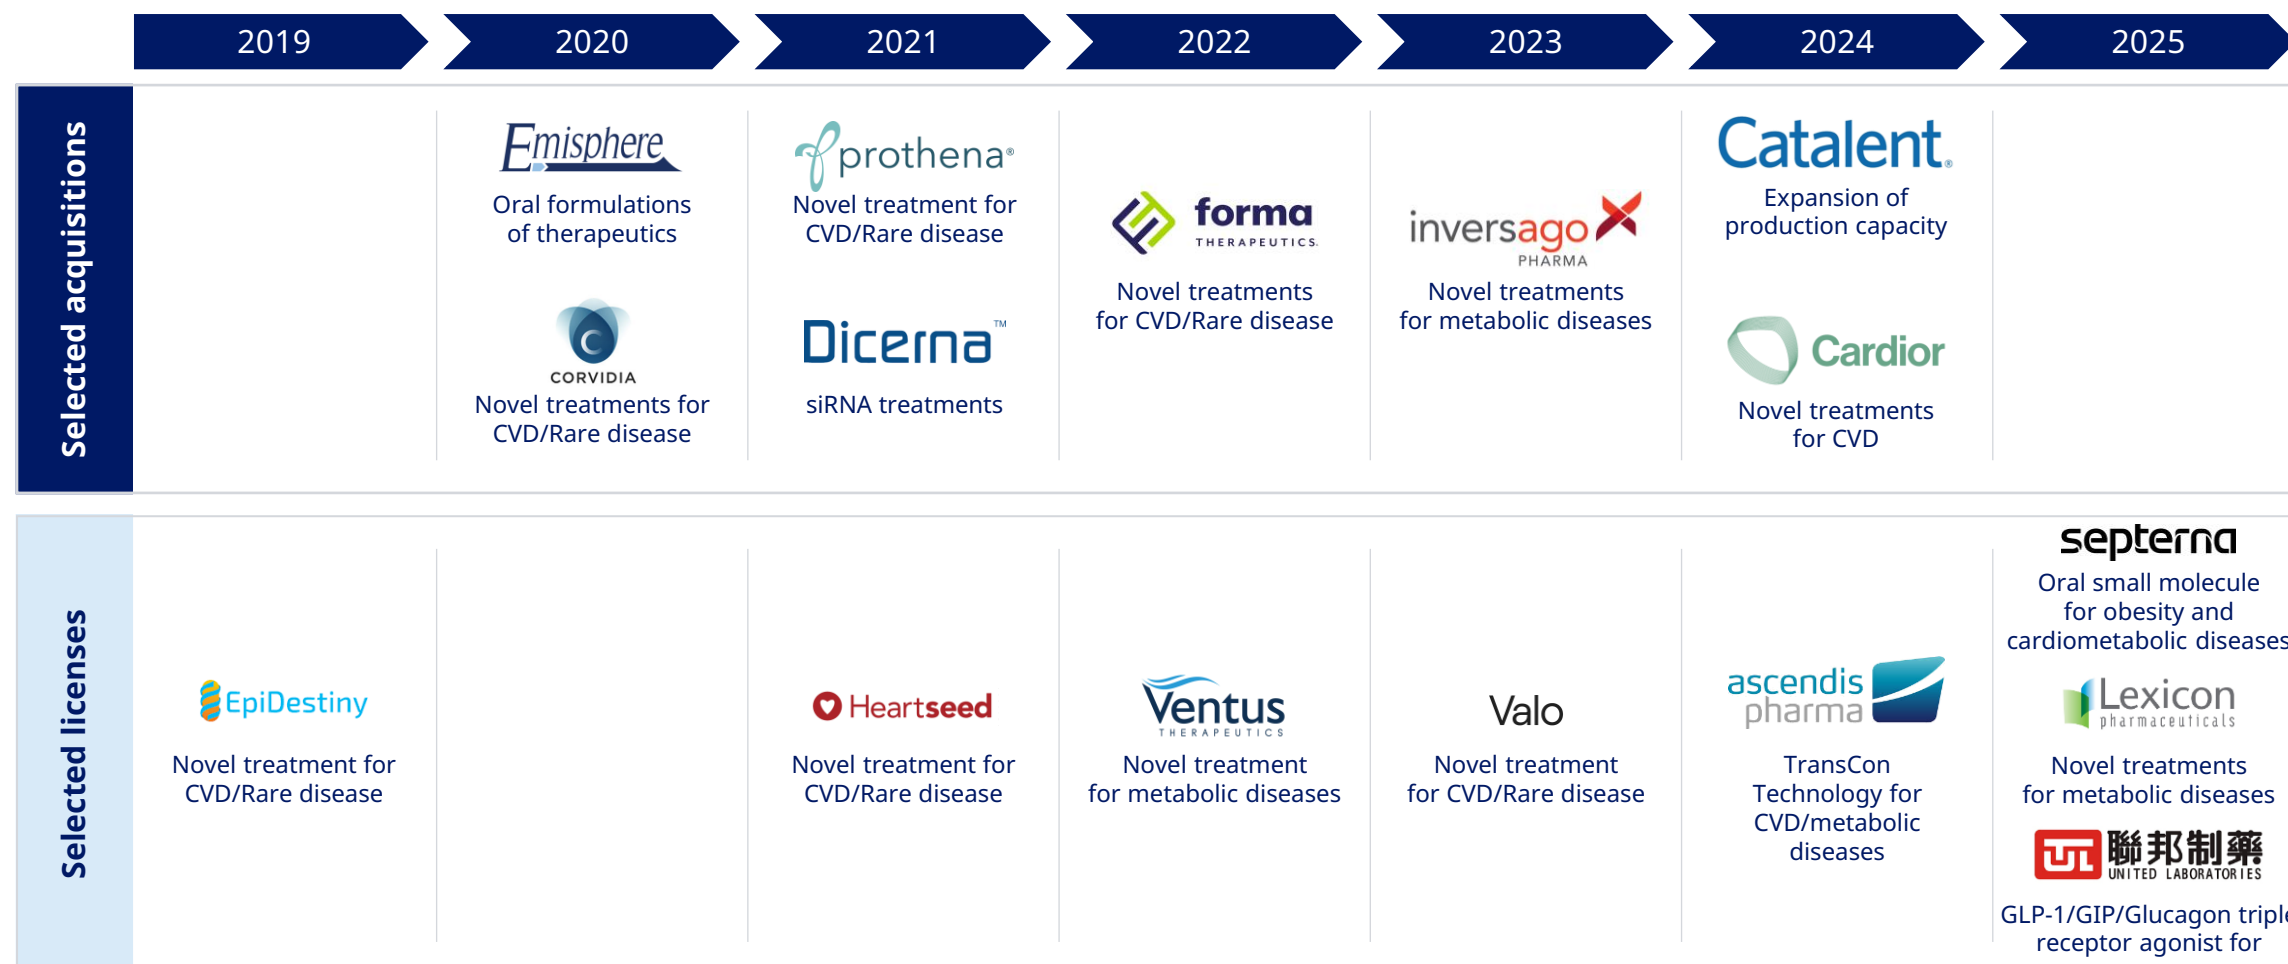 2019
2020
2021
2022
2023
2024
2025
Selected acquisitions
Emisphere
Oral formulations
of therapeutics
CORVIDIA
Novel treatments for
CVD/Rare disease
prothena®
Novel treatment for
CVD/Rare disease
Dicerna™
siRNA treatments
forma
THERAPEUTICS.
Novel treatments
for CVD/Rare disease
inversago
PHARMA
Novel treatments
for metabolic diseases
Catalent®
Expansion of
production capacity
Cardior
Novel treatments
for CVD
Selected licenses
EpiDestiny
Novel treatment for
CVD/Rare disease
Heartseed
Novel treatment for
CVD/Rare disease
Ventus
THERAPEUTICS
Novel treatment
for metabolic diseases
Valo
Novel treatment
for CVD/Rare disease
ascendis
pharma
TransCon
Technology for
CVD/metabolic
diseases
septerna
Oral small molecule
for obesity and
cardiometabolic diseases
Lexicon
pharmaceuticals
Novel treatments
for metabolic diseases
聯邦制藥
UNITED LABORATORIES
GLP-1/GIP/Glucagon triple
receptor agonist for